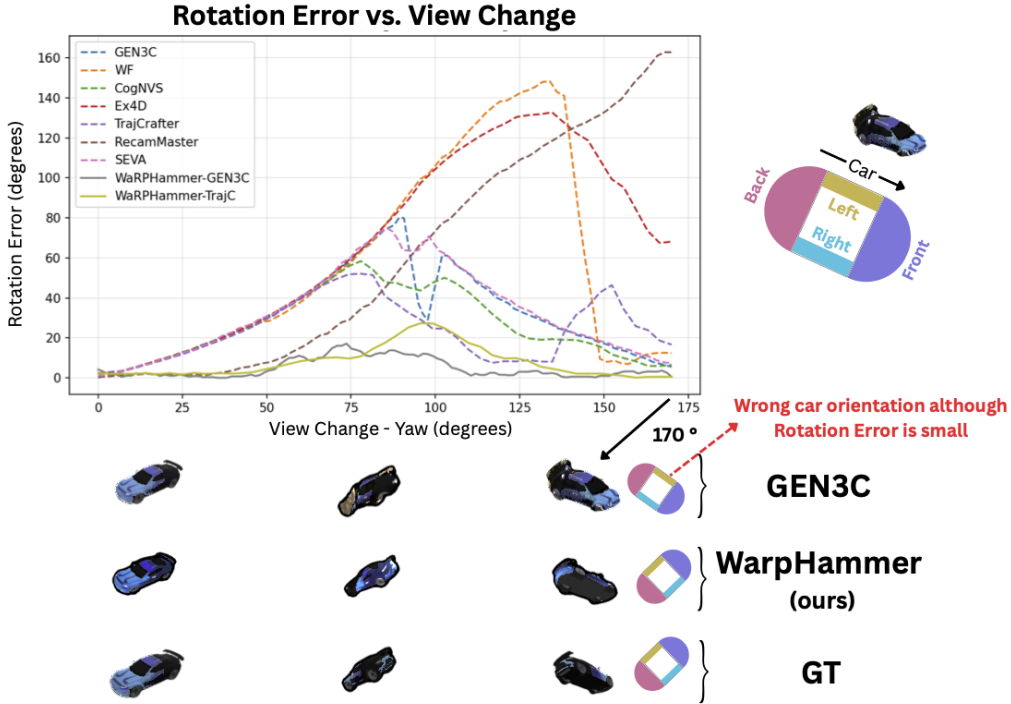 Rotation Error vs. View Change
Rotation Error (degrees)
160
140
120
100
80
60
40
20
0
GEN3C
WF
CogNVS
Ex4D
TrajCrafter
RecamMaster
SEVA
WaRPHammer-GEN3C
WaRPHammer-TrajC
0
25
50
75
100
125
150
175
View Change - Yaw (degrees)
Car
Back
Left
Right
Front
170 °
Wrong car orientation although
Rotation Error is small
GEN3C
WarpHammer
(ours)
GT